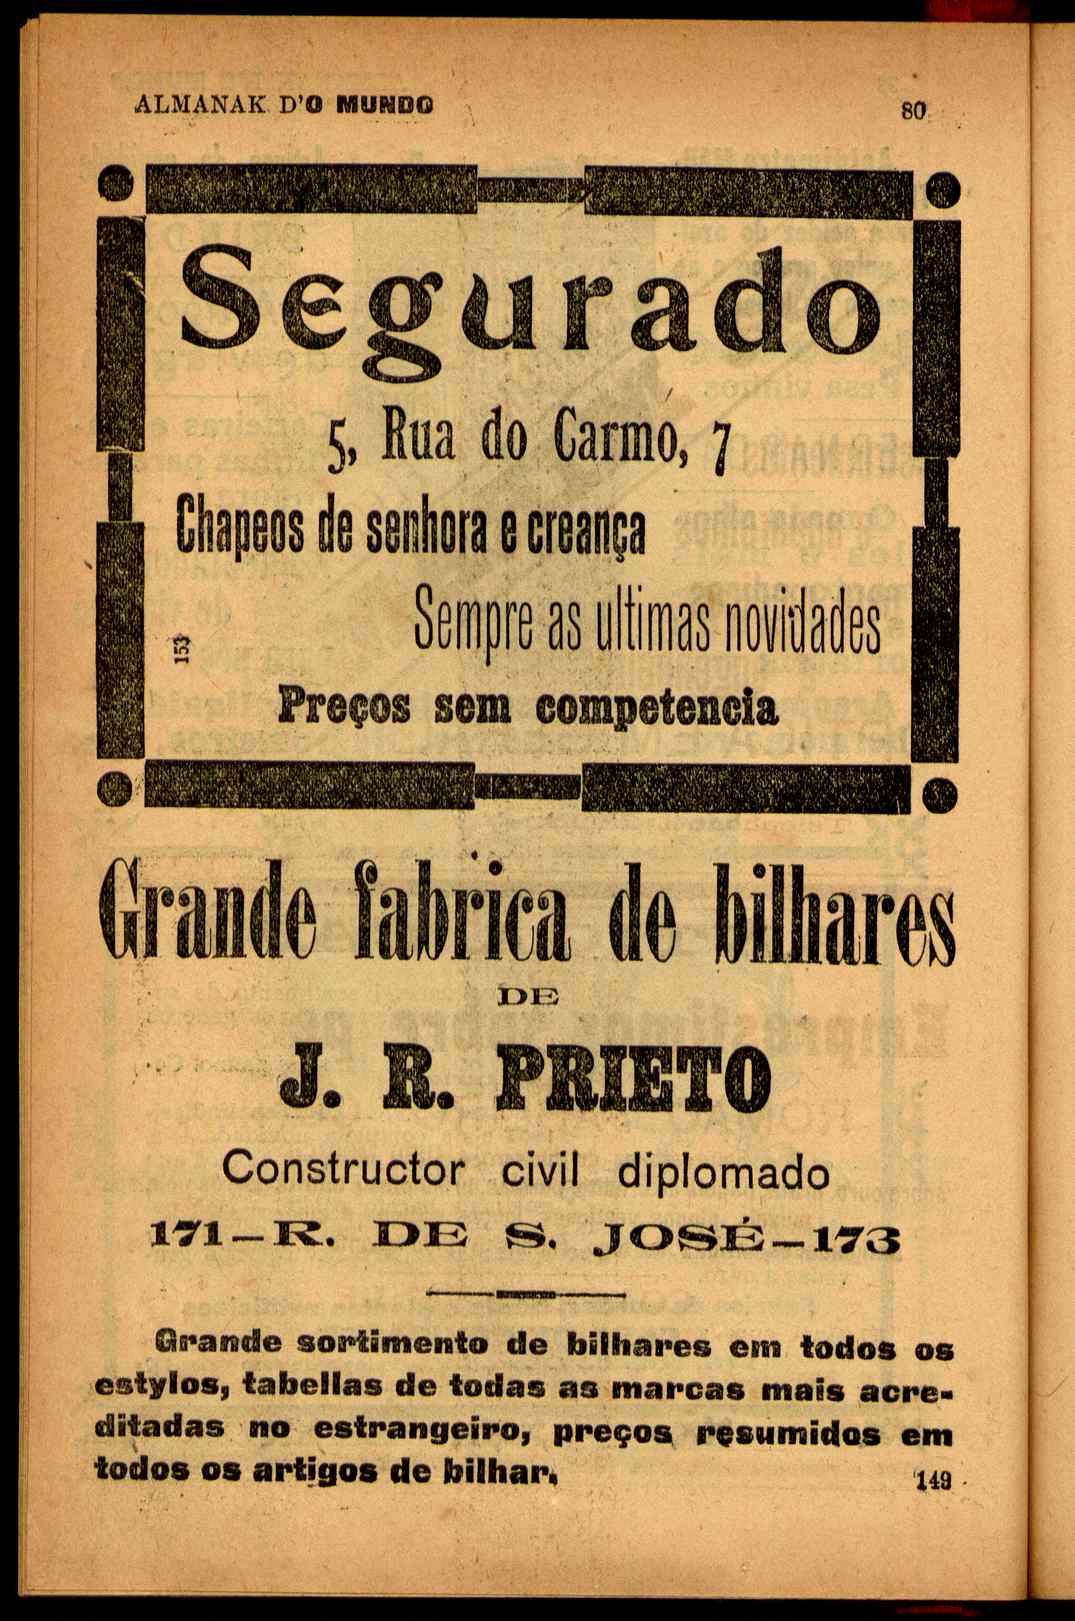 ALMANAK D'O MUNDO
80
Segurado
5, Rua do Carmo, 7
Chapeos de senhora e creança
Sempre as ultimas novidades
153
Preços sem competencia
Grande fabrica de bilhares
DE
J. R. PRIETO
Constructor civil diplomado
171—R. DE S. JOSÉ—173
Grande sortimento de bilhares em todos os
estylos, tabellas de todas as marcas mais acre-
ditadas no estrangeiro, preços resumidos em
todos os artigos de bilhar.
149